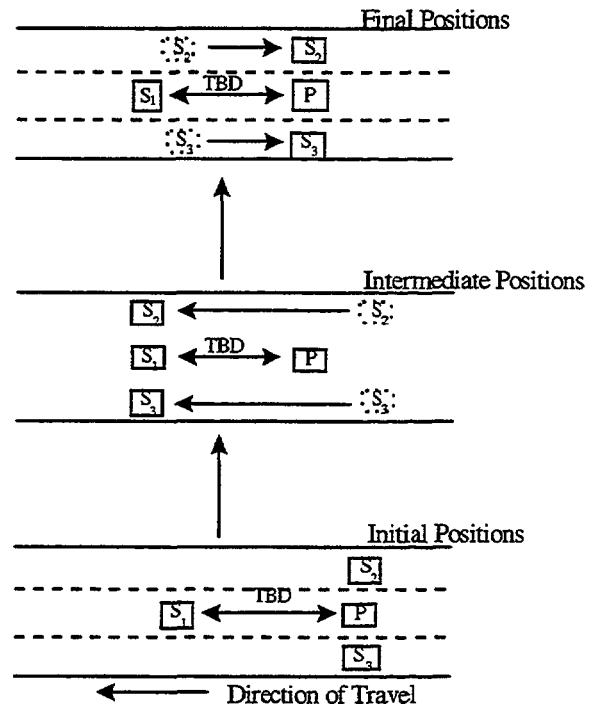 Final Positions
S₂ S₂
TBD
S₁ P
S₃ S₃
Intermediate Positions
S₂ S₂
TBD
S₁ P
S₃ S₃
Initial Positions
S₂
TBD
S₁ P
S₃
Direction of Travel